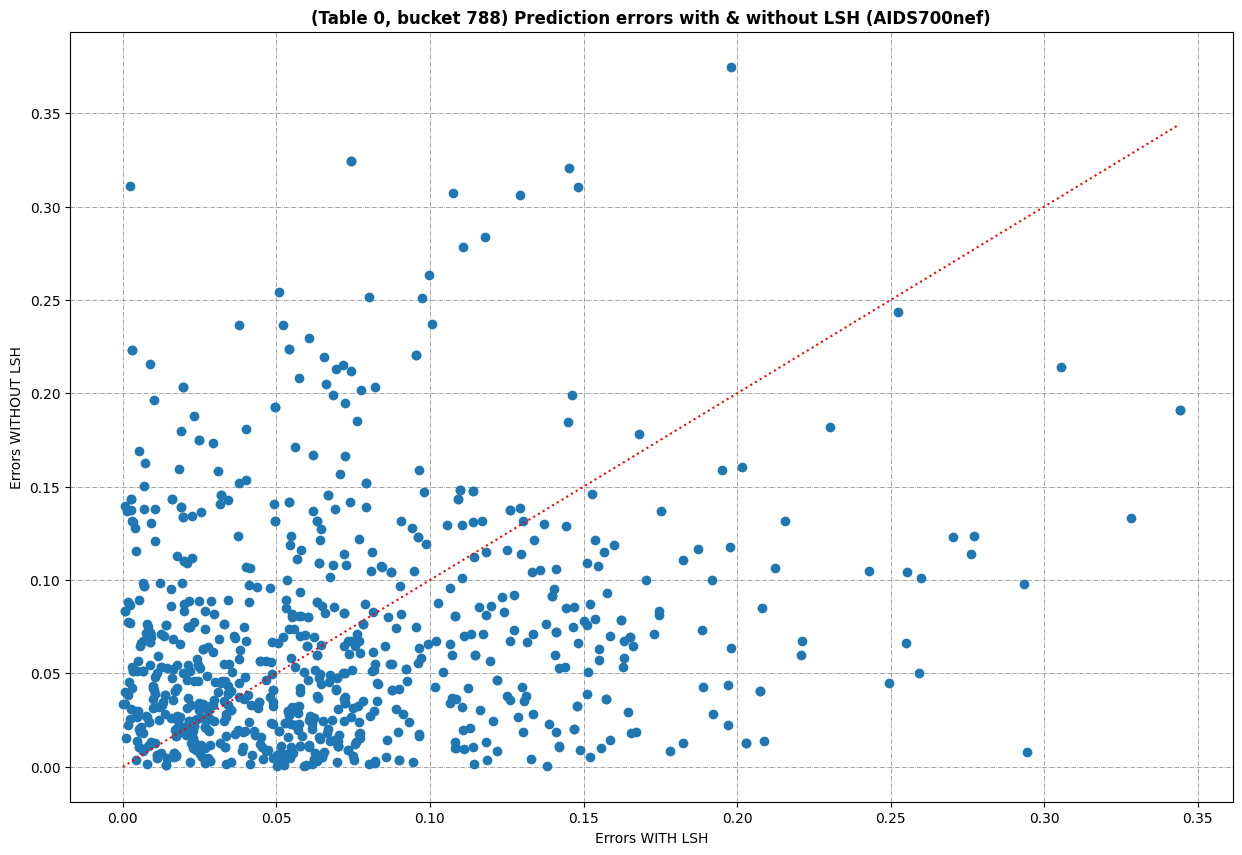 (Table 0, bucket 788) Prediction errors with & without LSH (AIDS700nef)
Errors WITHOUT LSH
0.35
0.30
0.25
0.20
0.15
0.10
0.05
0.00
0.00 0.05 0.10 0.15 0.20 0.25 0.30 0.35
Errors WITH LSH